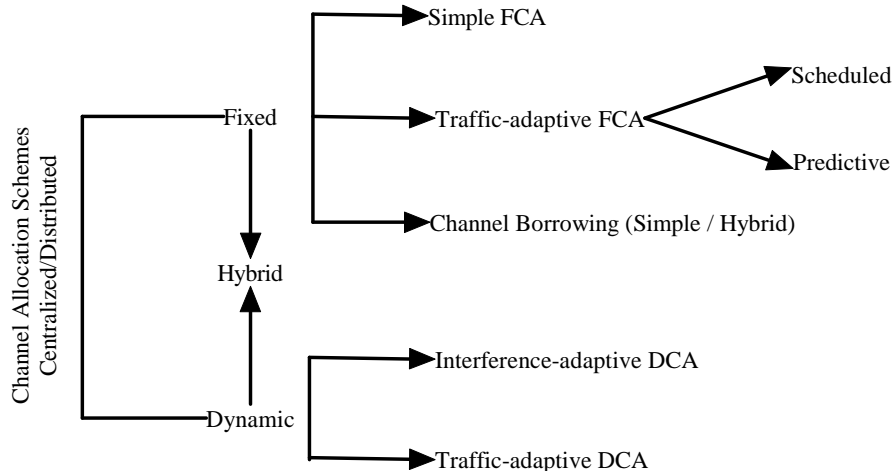 Channel Allocation Schemes
Centralized/Distributed
Simple FCA
Scheduled
Fixed
Traffic-adaptive FCA
Predictive
Channel Borrowing (Simple / Hybrid)
Hybrid
Interference-adaptive DCA
Dynamic
Traffic-adaptive DCA